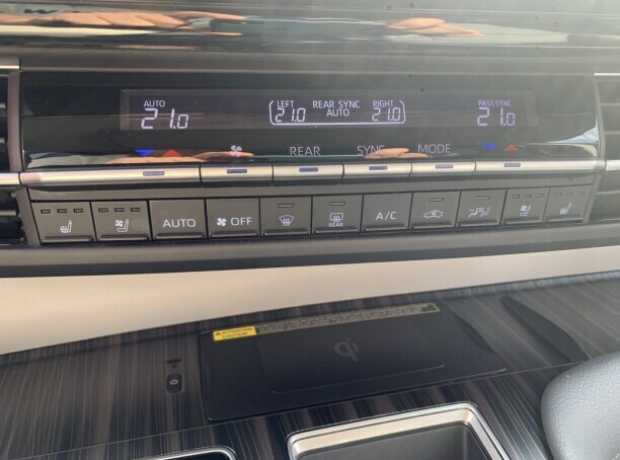 AUTO LEFT REAR SYNC RIGHT PASS.SYNC
21.0 21.0 AUTO 21.0 21.0
REAR SYNC MODE
AUTO OFF REAR A/C